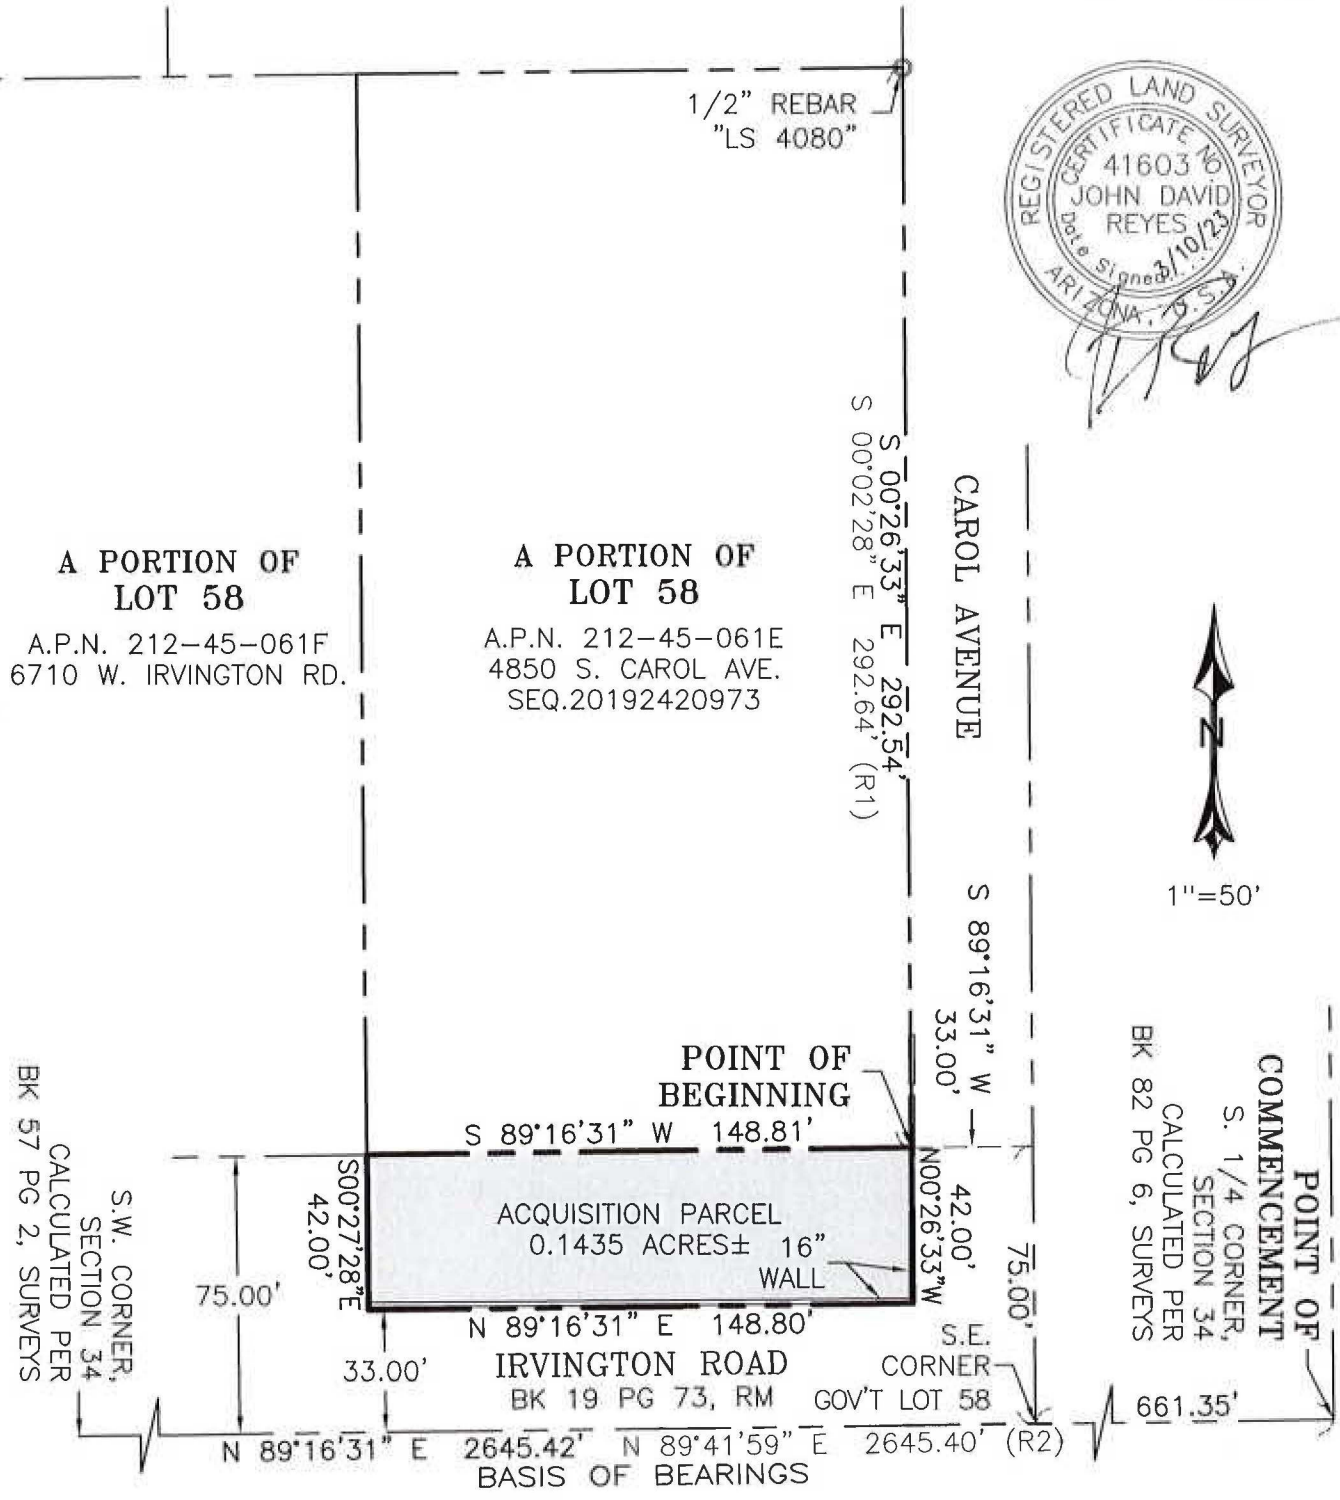 1/2" REBAR
"LS 4080"
REGISTERED LAND SURVEYOR
CERTIFICATE NO.
41603
JOHN DAVID
REYES
Date Signed 3/10/23
ARIZONA, U.S.A.
S 00°26'33" E 292.54'
S 00°02'28" E 292.64' (R1)
CAROL AVENUE
A PORTION OF
LOT 58
A.P.N. 212-45-061F
6710 W. IRVINGTON RD.
A PORTION OF
LOT 58
A.P.N. 212-45-061E
4850 S. CAROL AVE.
SEQ.20192420973
N
1"=50'
S 89°16'31" W
33.00'
POINT OF
BEGINNING
POINT OF
COMMENCEMENT
S. 1/4 CORNER,
SECTION 34
CALCULATED PER
BK 82 PG 6, SURVEYS
S 89°16'31" W 148.81'
S00°27'28"E
42.00'
ACQUISITION PARCEL
0.1435 ACRES±
16"
WALL
42.00'
N00°26'33"W
75.00'
75.00'
S.W. CORNER,
SECTION 34
CALCULATED PER
BK 57 PG 2, SURVEYS
N 89°16'31" E 148.80'
33.00'
IRVINGTON ROAD
BK 19 PG 73, RM
S.E.
CORNER
GOV'T LOT 58
661.35'
N 89°16'31" E 2645.42' N 89°41'59" E 2645.40' (R2)
BASIS OF BEARINGS